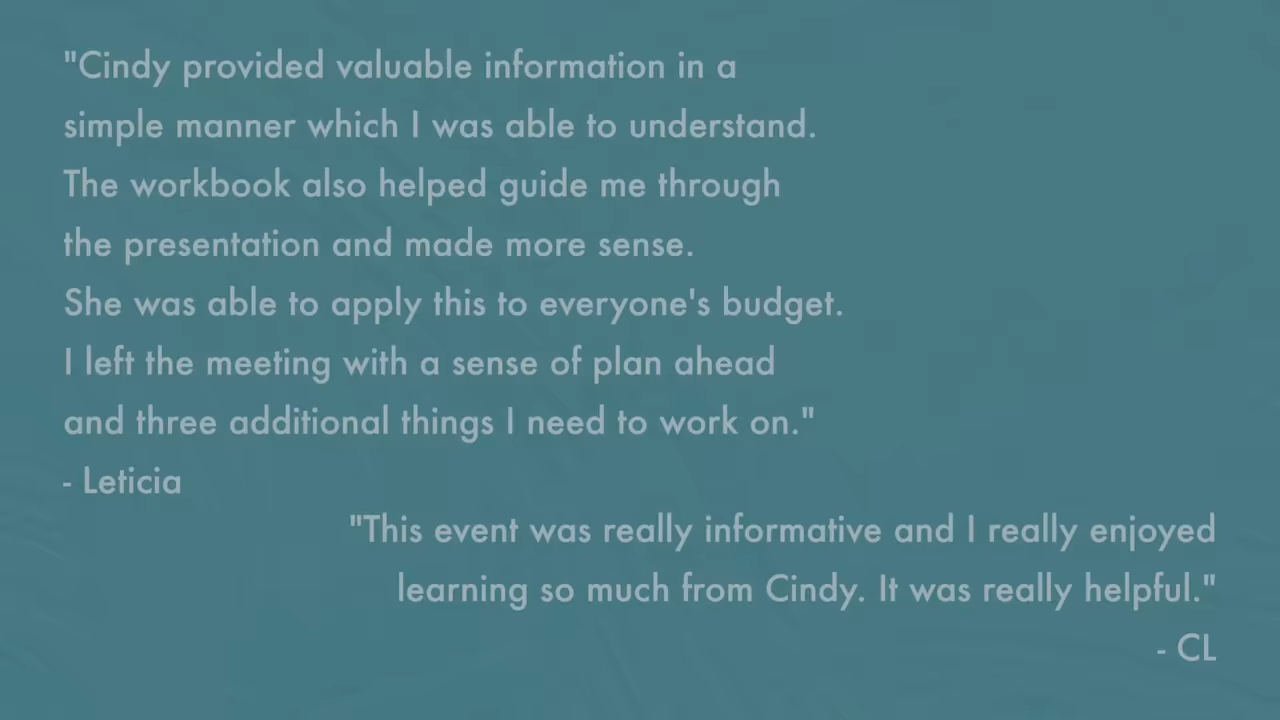 "Cindy provided valuable information in a
simple manner which I was able to understand.
The workbook also helped guide me through
the presentation and made more sense.
She was able to apply this to everyone's budget.
I left the meeting with a sense of plan ahead
and three additional things I need to work on."
- Leticia
"This event was really informative and I really enjoyed
learning so much from Cindy. It was really helpful."
- CL